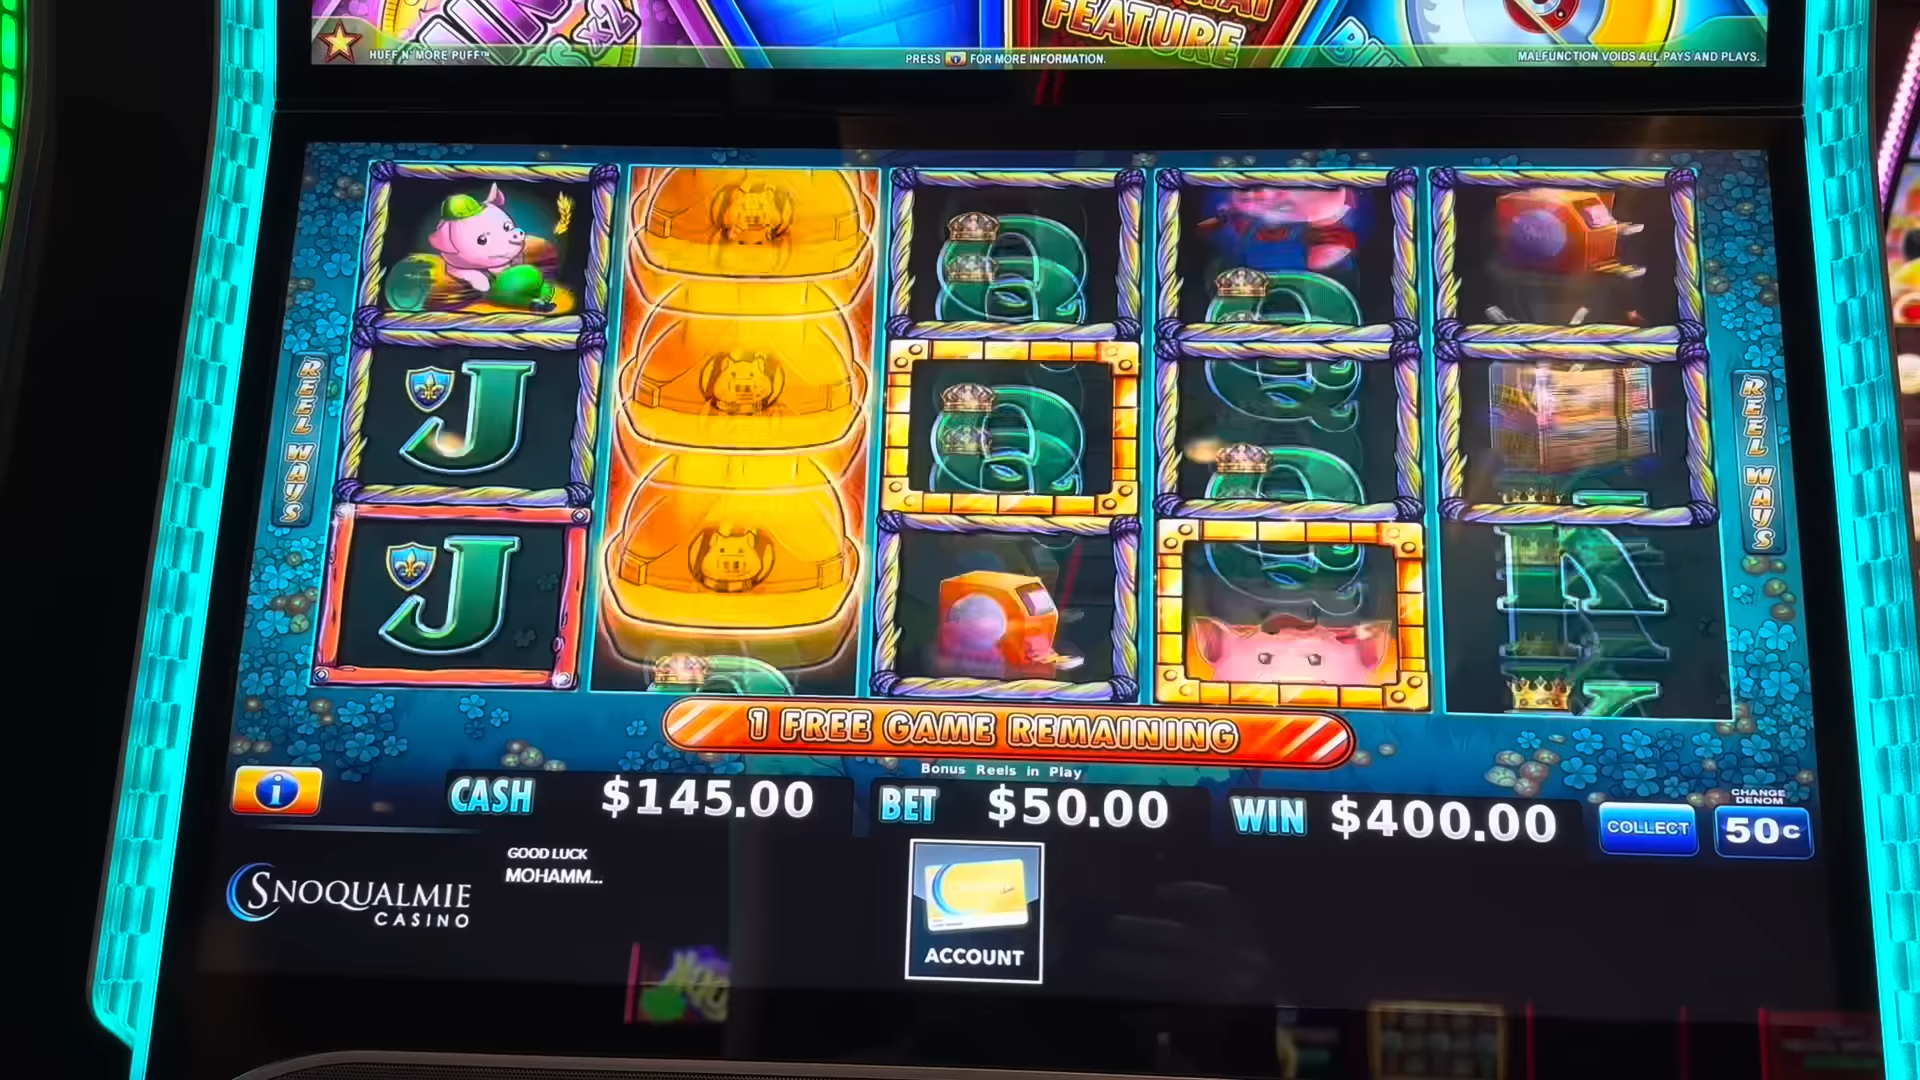 x2
FEATURE
HUFF N' MORE PUFF™
PRESS i FOR MORE INFORMATION.
MALFUNCTION VOIDS ALL PAYS AND PLAYS.
REEL WAYS
REEL WAYS
J
Q
Q
J
Q
Q
J
K
1 FREE GAME REMAINING
Bonus Reels in Play
i
CASH $145.00
BET $50.00
WIN $400.00
COLLECT
CHANGE
DENOM
50¢
GOOD LUCK
MOHAMM...
SNOQUALMIE
CASINO
ACCOUNT